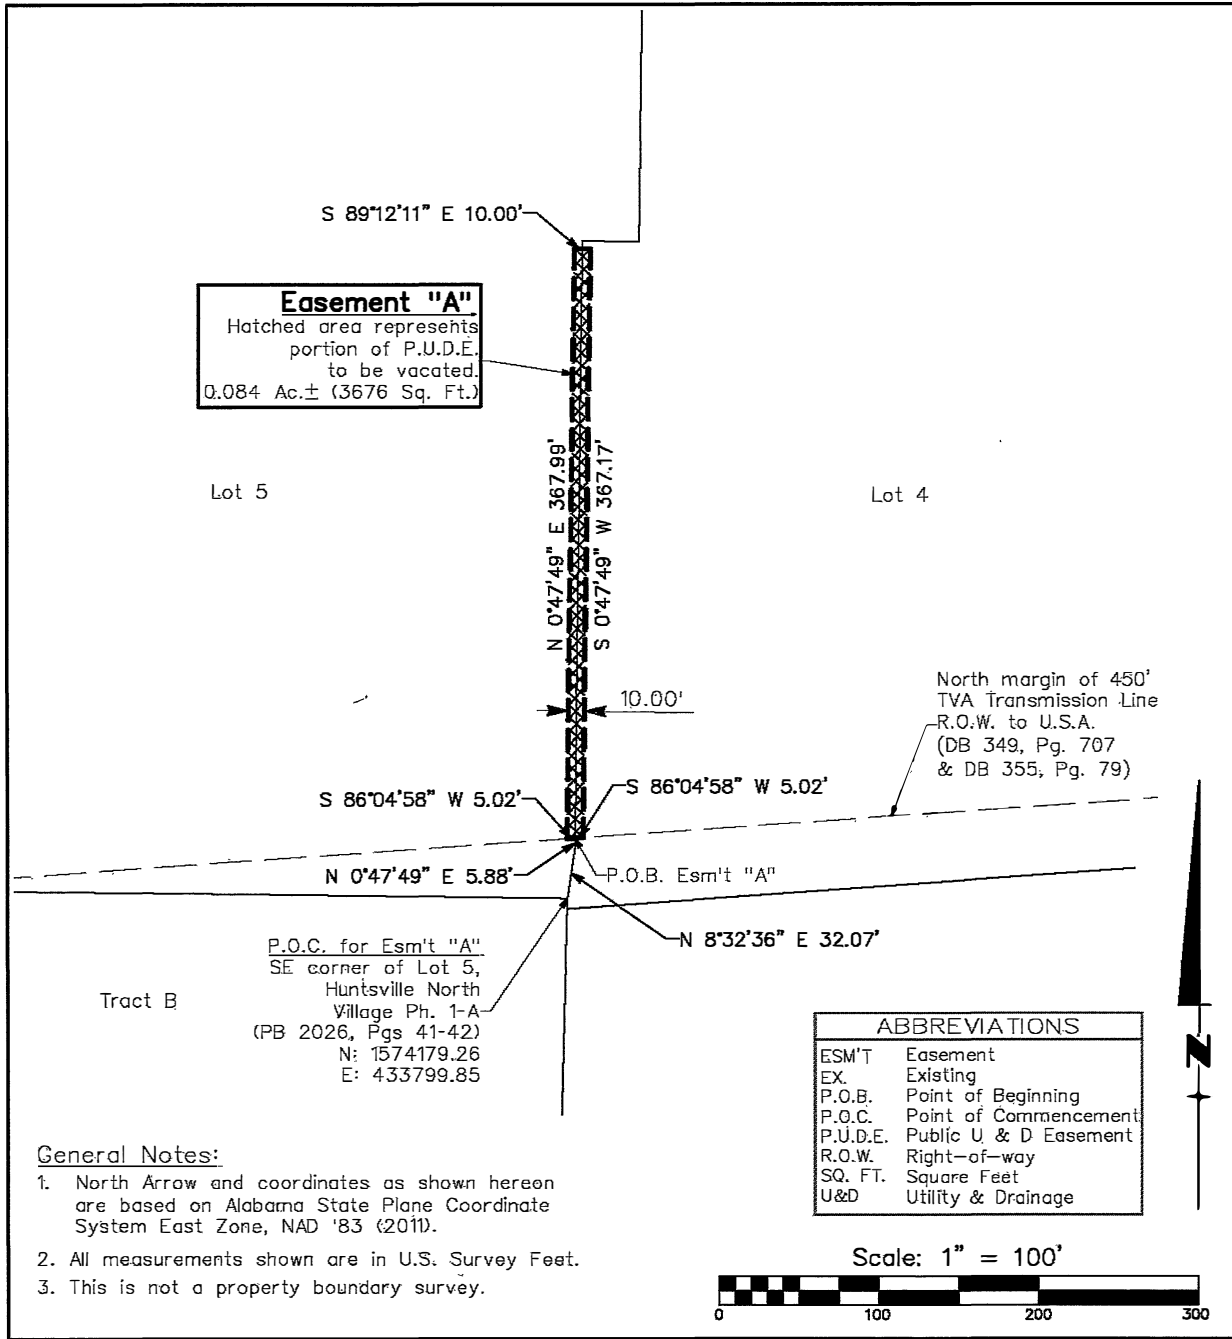 S 89°12'11" E 10.00'
Easement "A"
Hatched area represents
portion of P.U.D.E.
to be vacated.
0.084 Ac.± (3676 Sq. Ft.)
N 0°47'49" E 367.99'
S 0°47'49" W 367.17'
Lot 5
Lot 4
10.00'
North margin of 450'
TVA Transmission Line
R.O.W. to U.S.A.
(DB 349, Pg. 707
& DB 355, Pg. 79)
S 86°04'58" W 5.02'
S 86°04'58" W 5.02'
N 0°47'49" E 5.88'
P.O.B. Esm't "A"
N 8°32'36" E 32.07'
P.O.C. for Esm't "A"
SE corner of Lot 5,
Huntsville North
Village Ph. 1-A
(PB 2026, Pgs 41-42)
N: 1574179.26
E: 433799.85
Tract B
ABBREVIATIONS
ESM'T Easement
EX. Existing
P.O.B. Point of Beginning
P.O.C. Point of Commencement
P.U.D.E. Public U & D Easement
R.O.W. Right-of-way
SQ. FT. Square Feet
U&D Utility & Drainage
N
General Notes:
1. North Arrow and coordinates as shown hereon
are based on Alabama State Plane Coordinate
System East Zone, NAD '83 (2011).
2. All measurements shown are in U.S. Survey Feet.
3. This is not a property boundary survey.
Scale: 1" = 100'
0 100 200 300